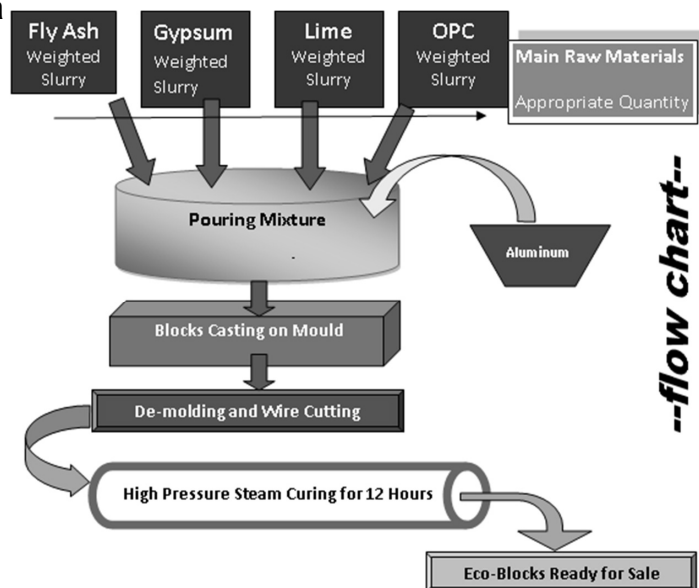 Fly Ash
Weighted
Slurry
Gypsum
Weighted
Slurry
Lime
Weighted
Slurry
OPC
Weighted
Slurry
Main Raw Materials
Appropriate Quantity
Pouring Mixture
Aluminum
Blocks Casting on Mould
De-molding and Wire Cutting
High Pressure Steam Curing for 12 Hours
Eco-Blocks Ready for Sale
--flow chart--